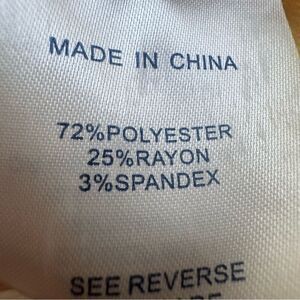 MADE IN CHINA
72%POLYESTER
25%RAYON
3%SPANDEX
SEE REVERSE